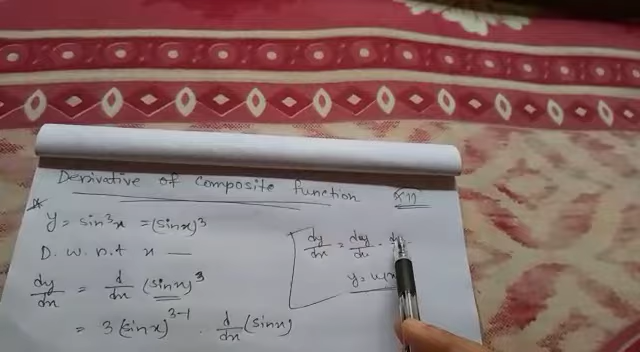 Derivative of Composite function XII
y = sin³x = (sinx)³
D. w. r. t x —
dy/dx = d/dx (sinx)³
= 3(sinx)³⁻¹ . d/dx (sinx)
dy/dx = dy/du .